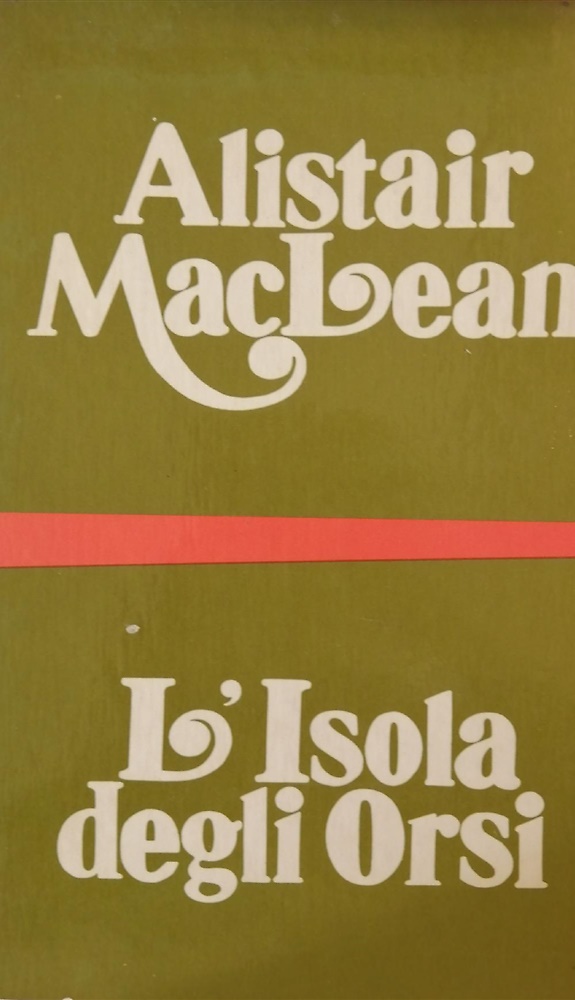 Alistair
MacLean
L'Isola
degli Orsi